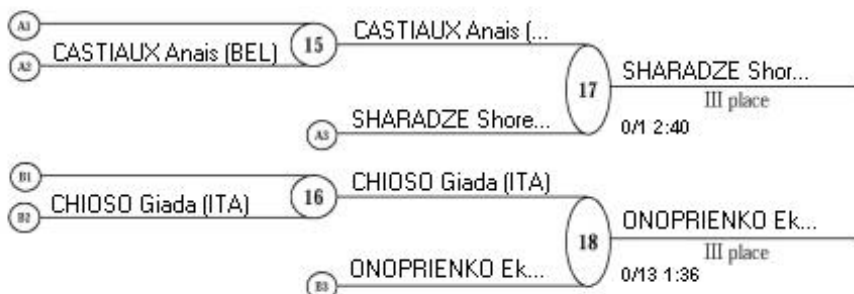 A1
A2
CASTIAUX Anais (BEL)
15
CASTIAUX Anais (...
A3
SHARADZE Shore...
17
SHARADZE Shor...
III place
0/1 2:40
B1
B2
CHIOSO Giada (ITA)
16
CHIOSO Giada (ITA)
B3
ONOPRIENKO Ek...
18
ONOPRIENKO Ek...
III place
0/13 1:36